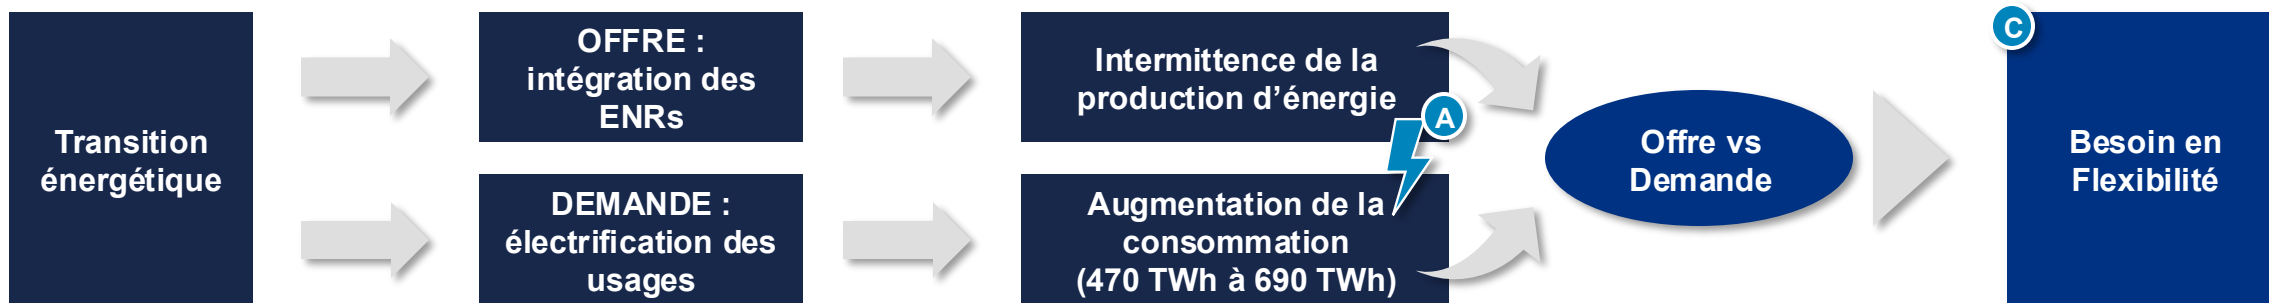 Transition
énergétique
OFFRE :
intégration des
ENRs
DEMANDE :
électrification des
usages
Intermittence de la
production d’énergie
A
Augmentation de la
consommation
(470 TWh à 690 TWh)
Offre vs
Demande
C
Besoin en
Flexibilité